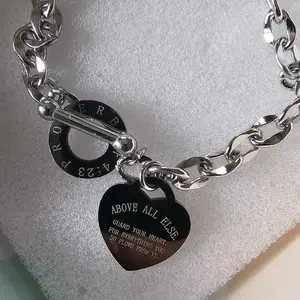 PROVERB 4:23
ABOVE ALL ELSE,
GUARD YOUR HEART,
FOR EVERYTHING YOU
DO FLOWS FROM IT.